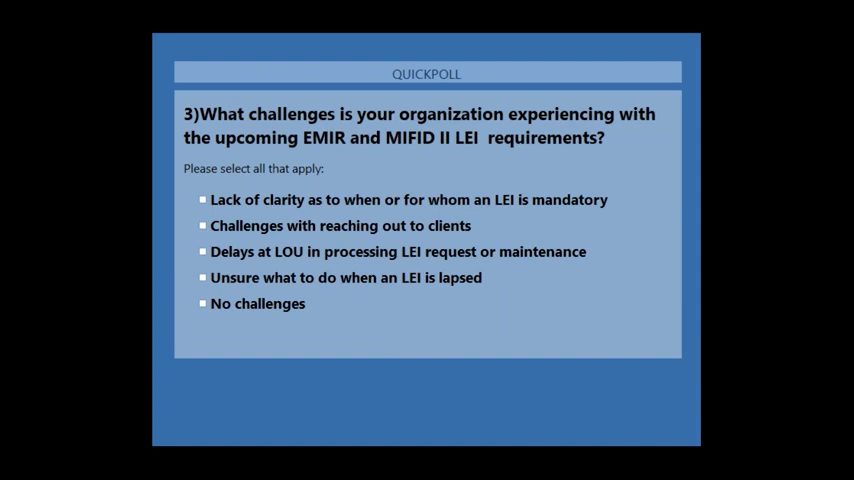 QUICKPOLL
3)What challenges is your organization experiencing with
the upcoming EMIR and MIFID II LEI requirements?
Please select all that apply:
Lack of clarity as to when or for whom an LEI is mandatory
Challenges with reaching out to clients
Delays at LOU in processing LEI request or maintenance
Unsure what to do when an LEI is lapsed
No challenges